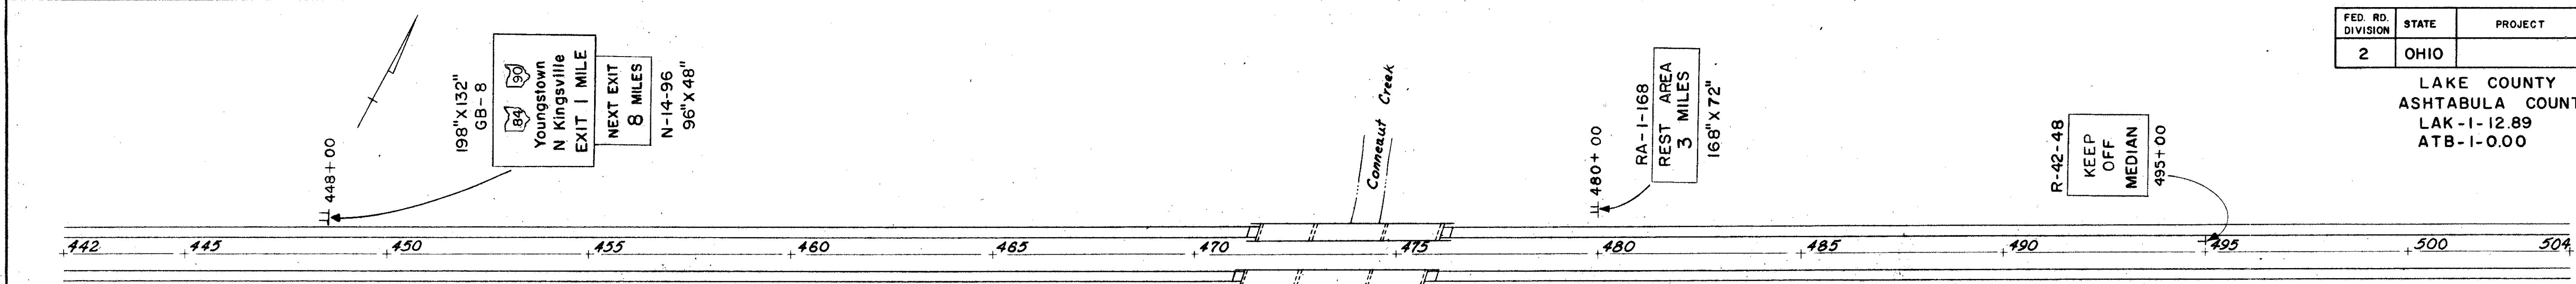 FED. RD. DIVISION STATE PROJECT
2 OHIO
LAKE COUNTY
ASHTABULA COUNT
LAK-1-12.89
ATB-1-0.00
448+00
198"X132"
GB-8
84 90
Youngstown
N Kingsville
EXIT 1 MILE
NEXT EXIT
8 MILES
N-14-96
96"X48"
Conneaut Creek
480+00
RA-1-168
REST AREA
3 MILES
168"X72"
R-42-48
KEEP
OFF
MEDIAN
495+00
442 445 450 455 460 465 470 475 480 485 490 495 500 504